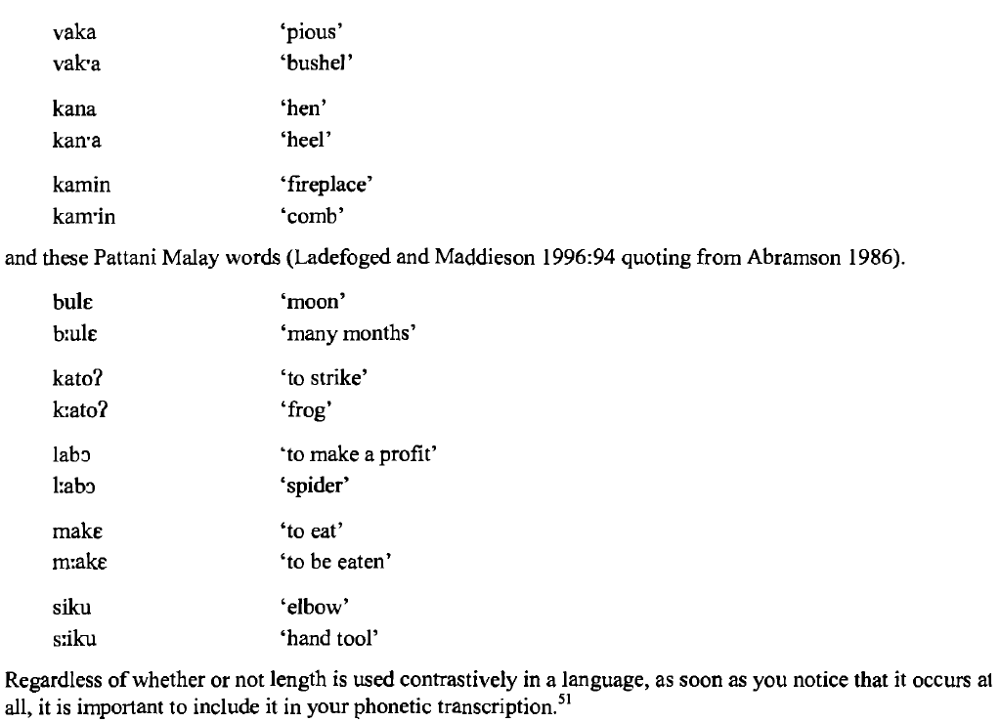 vaka ‘pious’
vakˑa ‘bushel’
kana ‘hen’
kanˑa ‘heel’
kamin ‘fireplace’
kamˑin ‘comb’
and these Pattani Malay words (Ladefoged and Maddieson 1996:94 quoting from Abramson 1986).
bulɛ ‘moon’
bːulɛ ‘many months’
katoʔ ‘to strike’
kːatoʔ ‘frog’
labɔ ‘to make a profit’
lːabɔ ‘spider’
makɛ ‘to eat’
mːakɛ ‘to be eaten’
siku ‘elbow’
sːiku ‘hand tool’
Regardless of whether or not length is used contrastively in a language, as soon as you notice that it occurs at
all, it is important to include it in your phonetic transcription.⁵¹